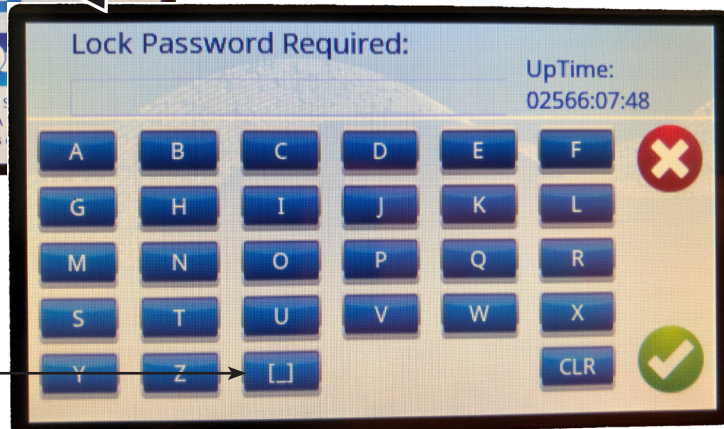 Lock Password Required:
UpTime:
02566:07:48
A B C D E F
G H I J K L
M N O P Q R
S T U V W X
Y Z [_] CLR